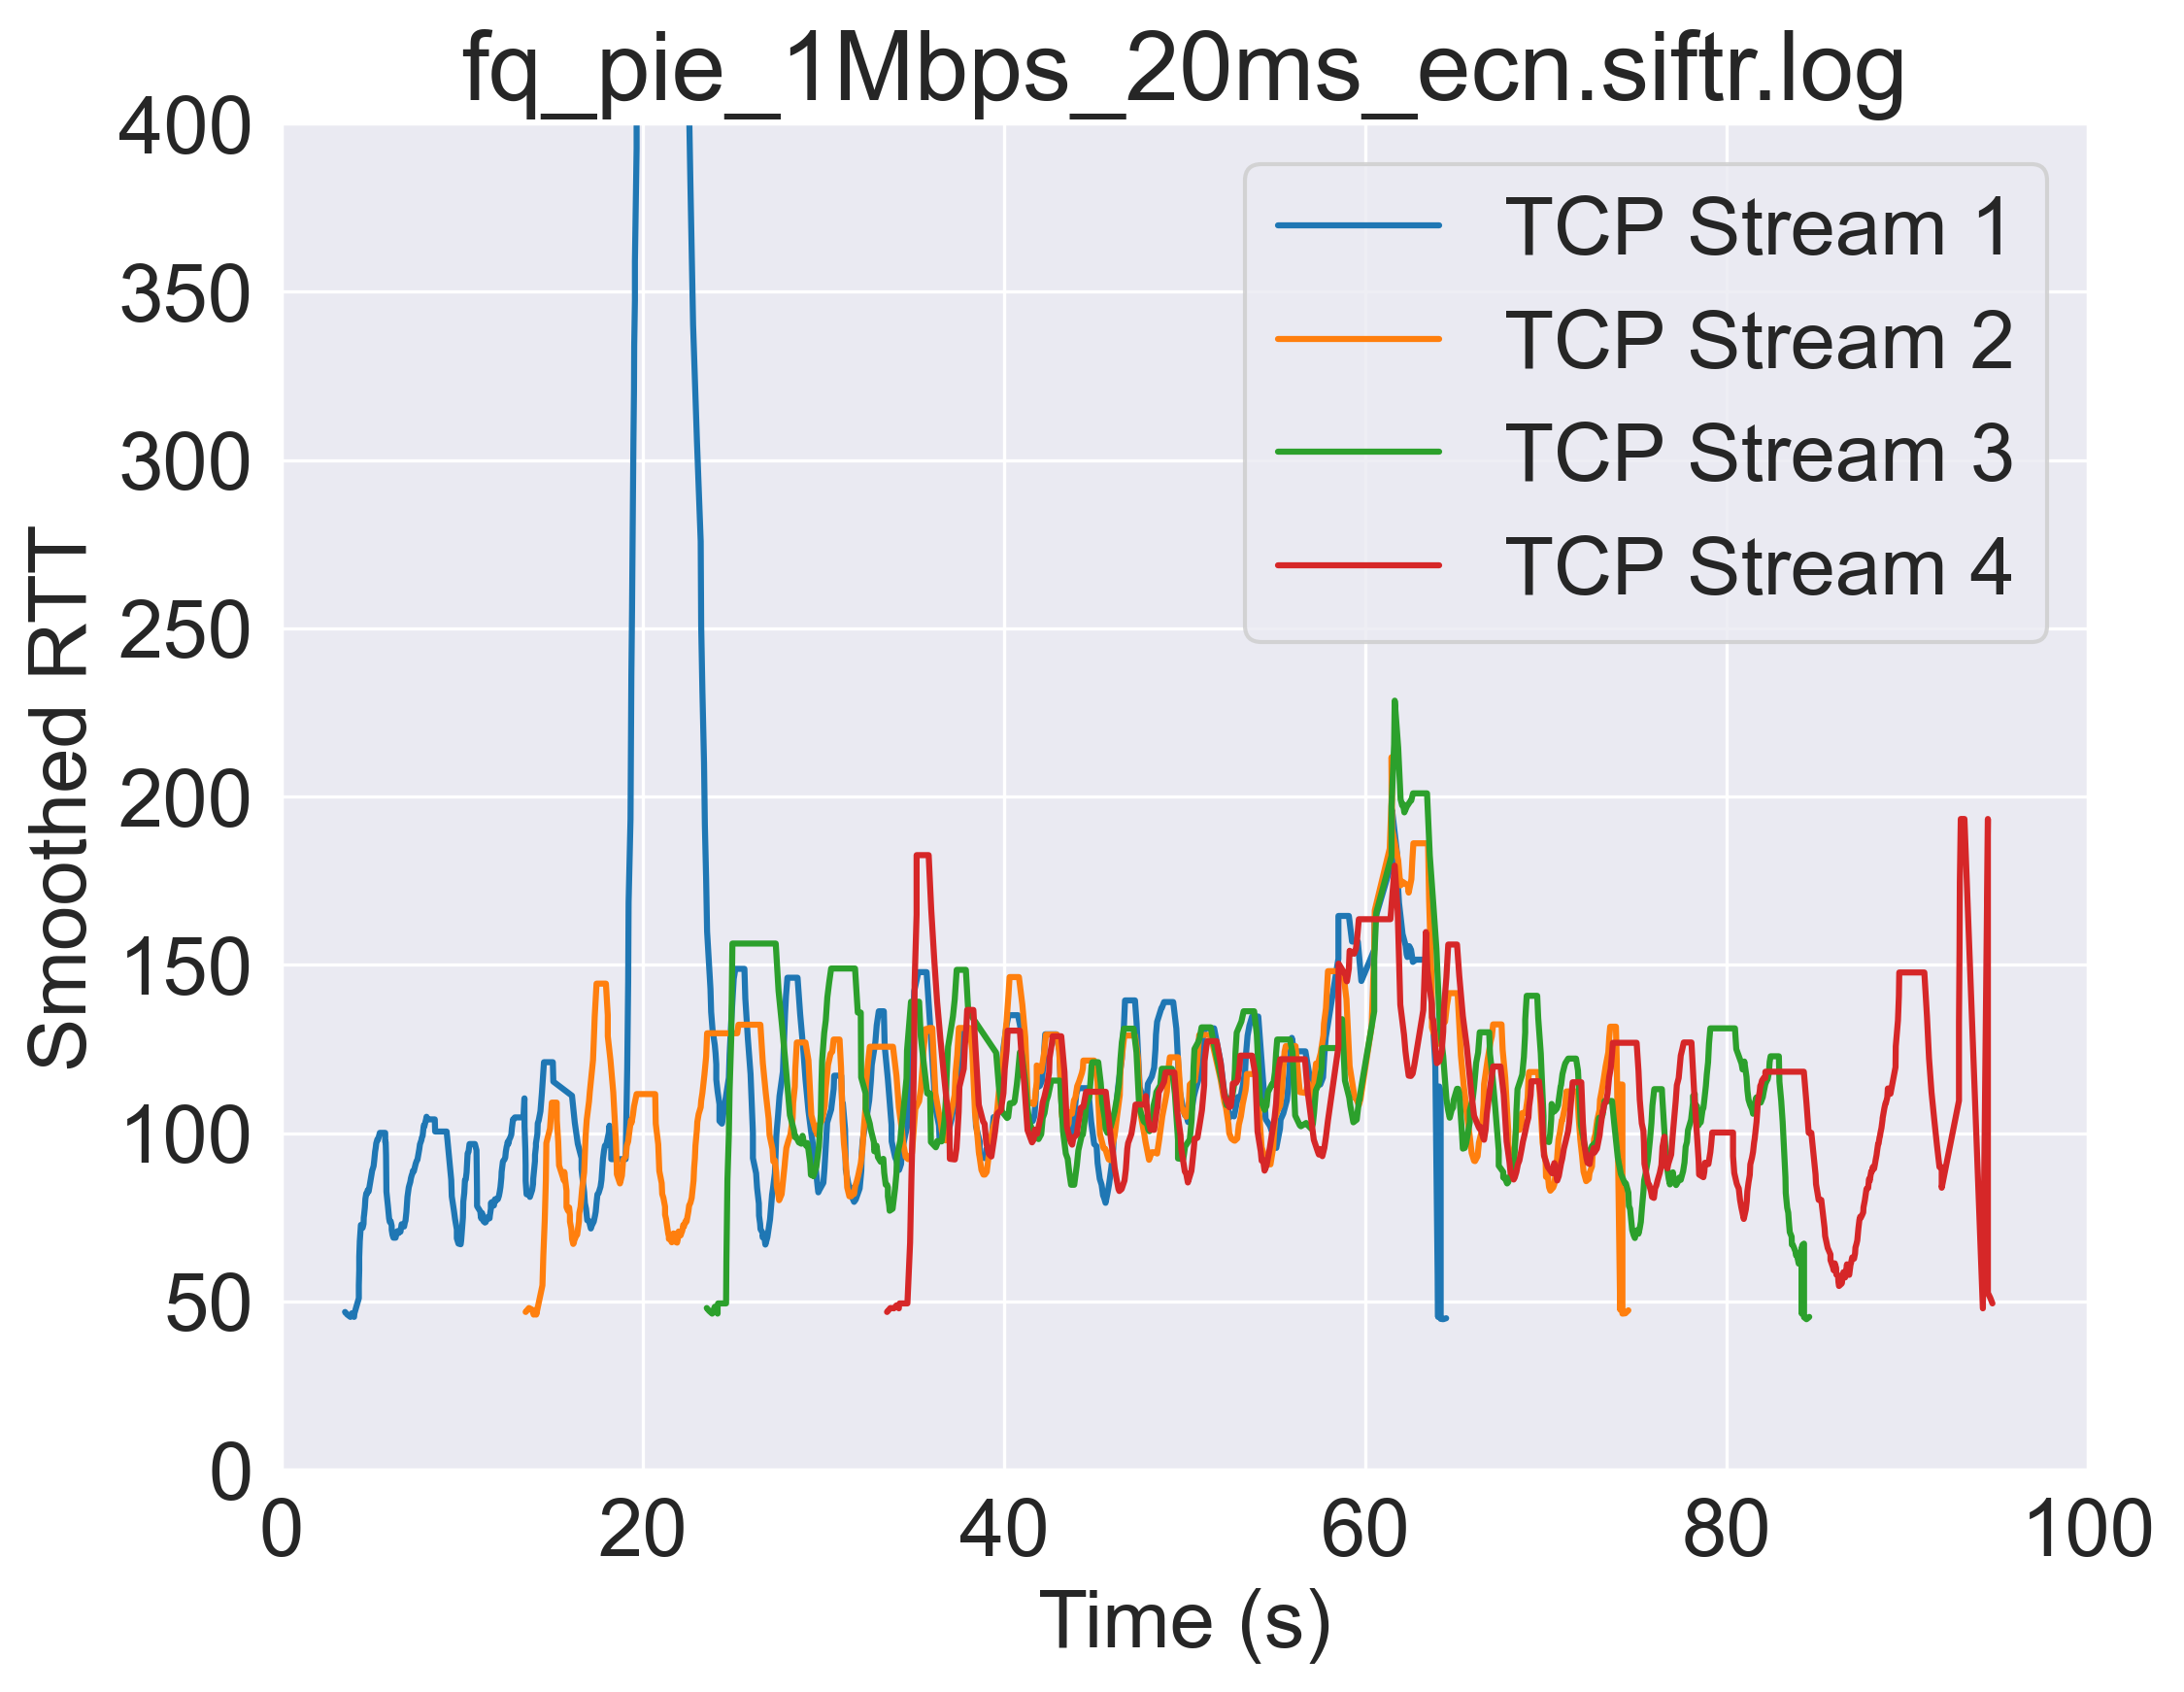 fq_pie_1Mbps_20ms_ecn.siftr.log
400
350
300
250
200
150
100
50
0
Smoothed RTT
TCP Stream 1
TCP Stream 2
TCP Stream 3
TCP Stream 4
0 20 40 60 80 100
Time (s)